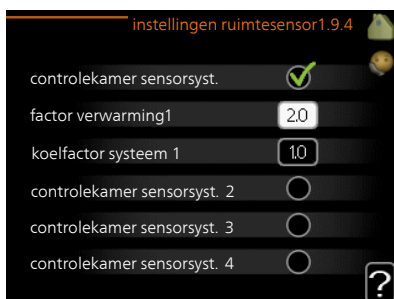 instellingen ruimtesensor1.9.4
controlekamer sensorsyst.
factor verwarming1 2.0
koelfactor systeem 1 1.0
controlekamer sensorsyst. 2
controlekamer sensorsyst. 3
controlekamer sensorsyst. 4
?